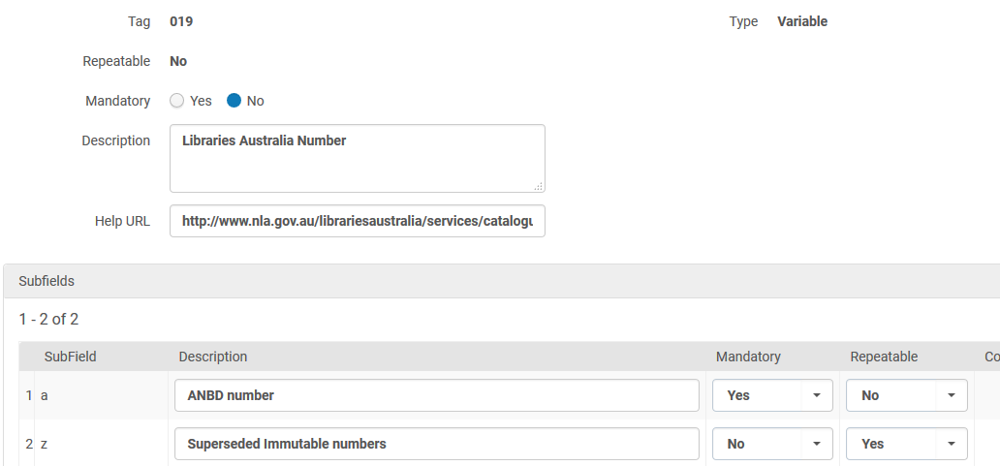 Tag 019 Type Variable
Repeatable No
Mandatory Yes No
Description Libraries Australia Number
Help URL http://www.nla.gov.au/librariesaustralia/services/catalogu
Subfields
1 - 2 of 2
SubField Description Mandatory Repeatable Co
1 a ANBD number Yes No
2 z Superseded Immutable numbers No Yes